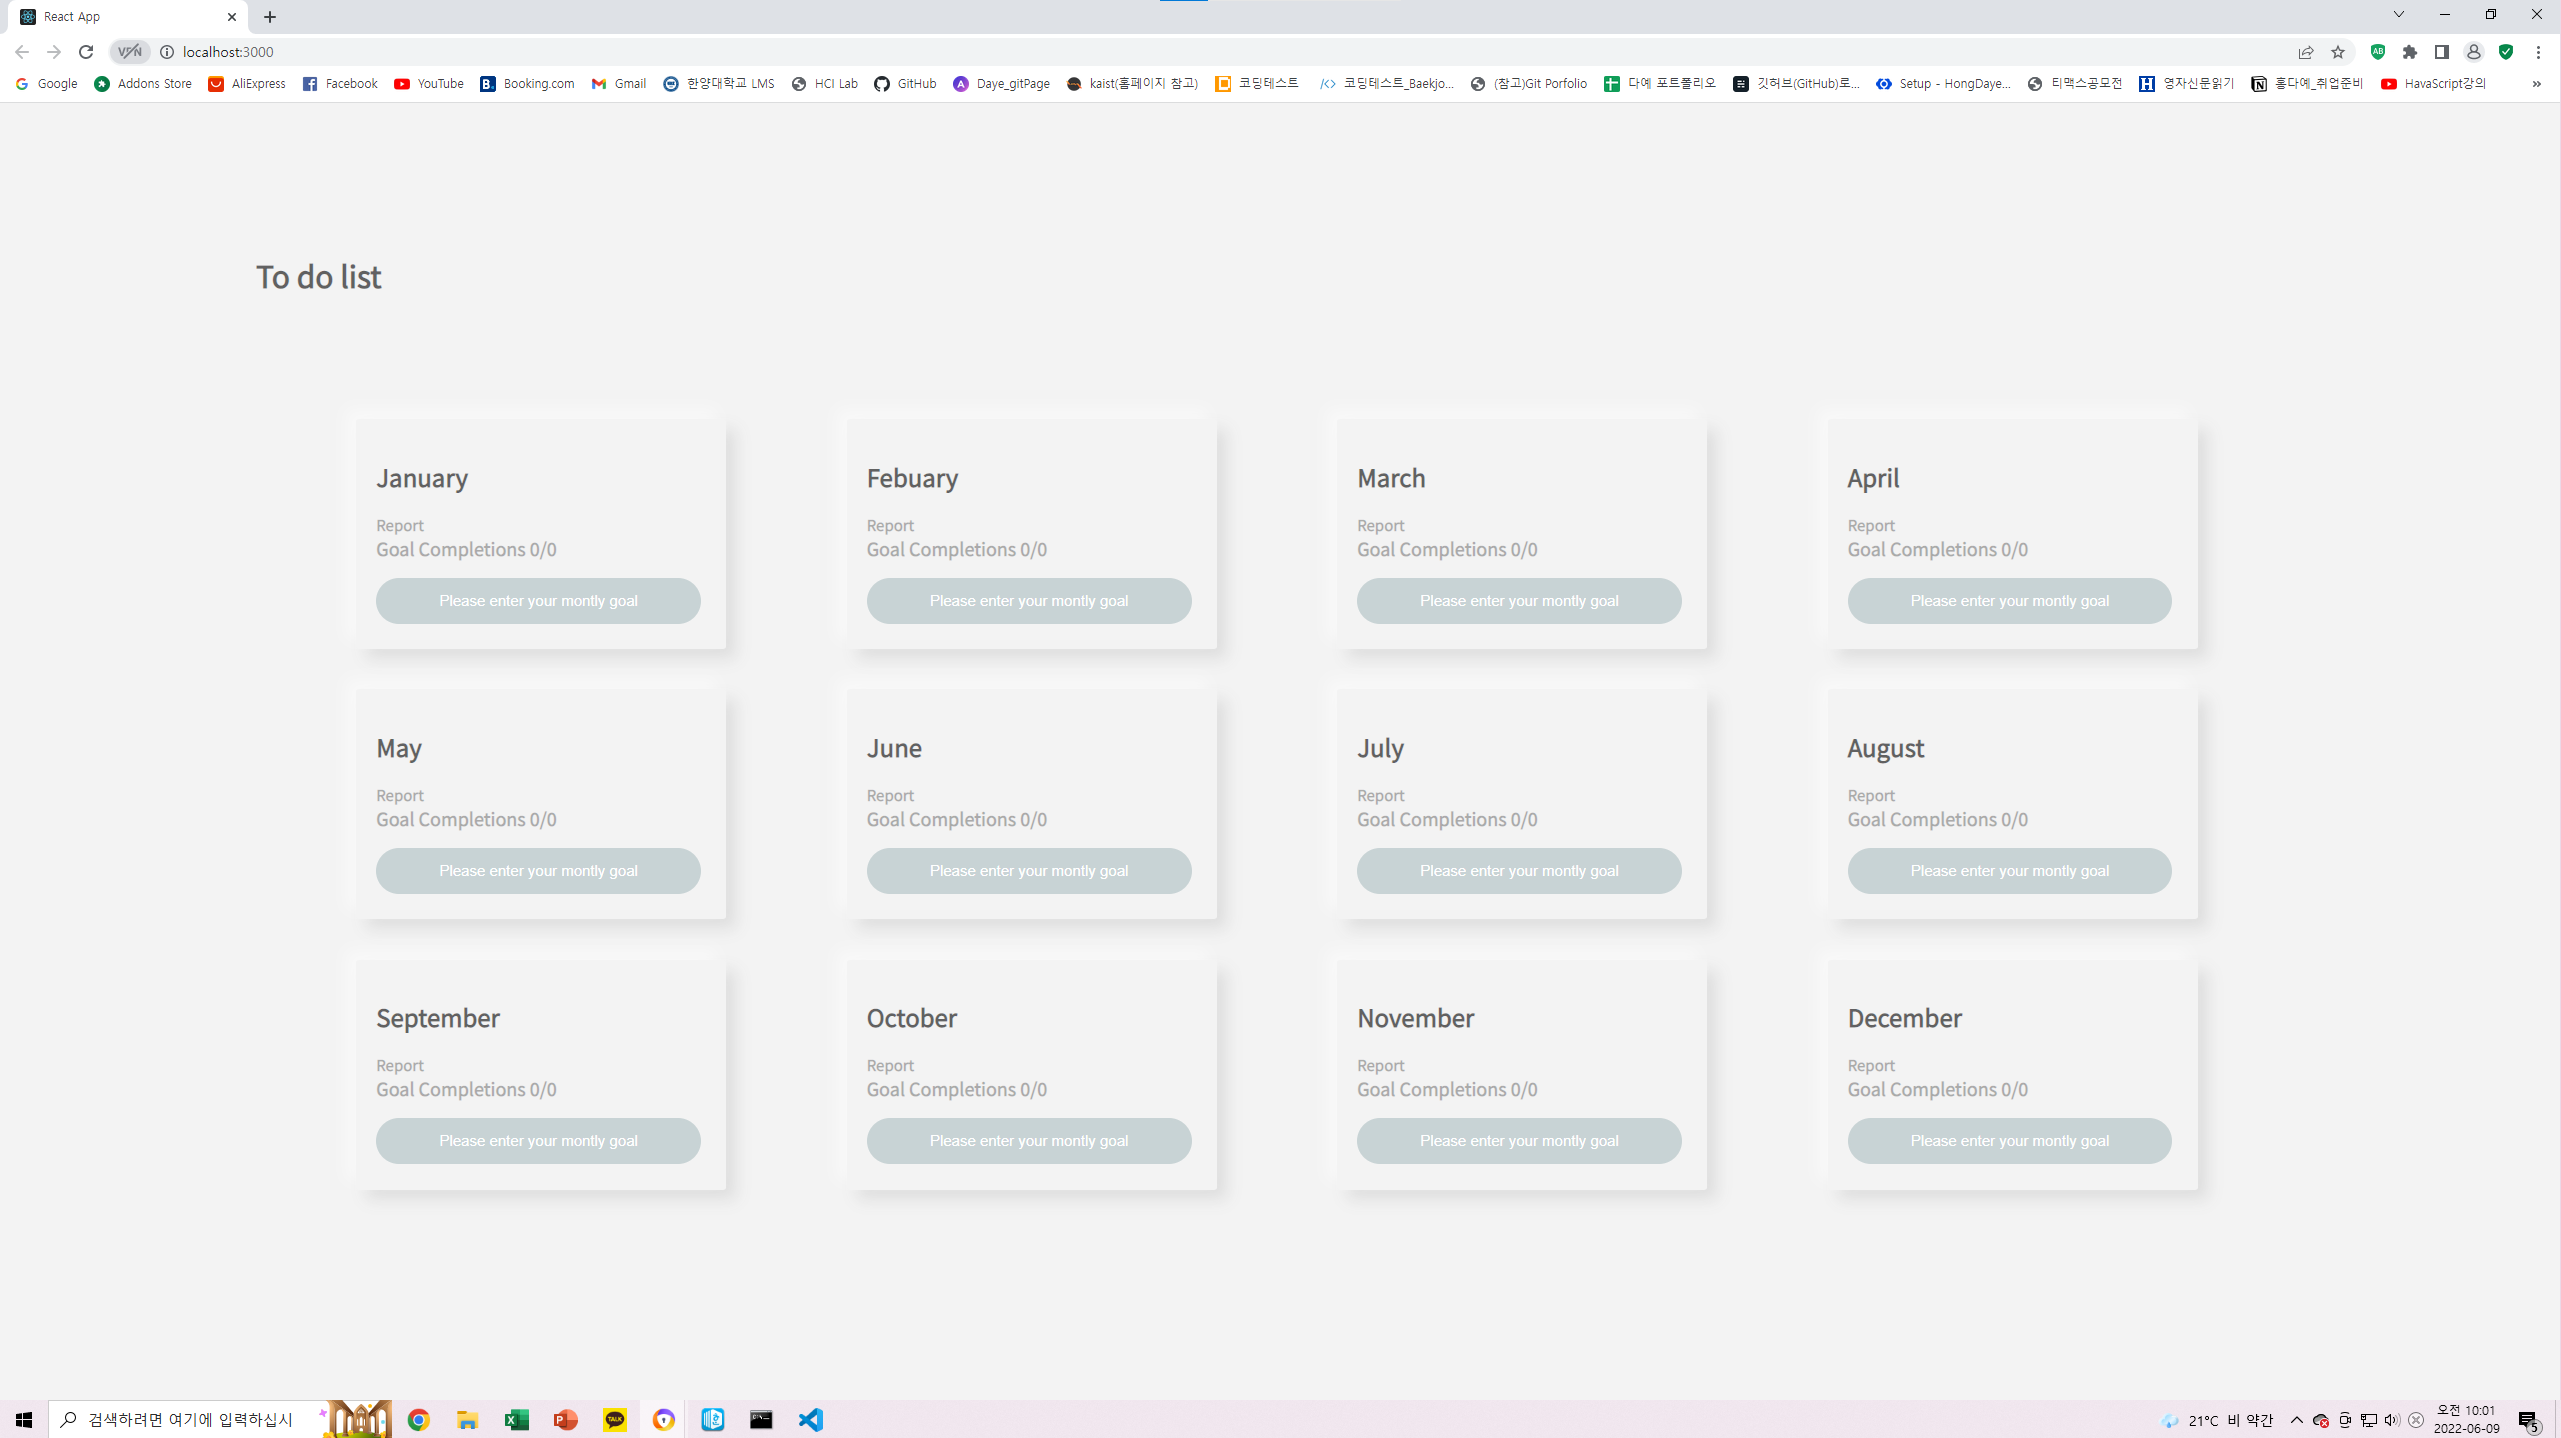 React App
VPN
localhost:3000
Google Addons Store AliExpress Facebook YouTube Booking.com Gmail 한양대학교 LMS HCI Lab GitHub Daye_gitPage kaist(홈페이지 참고) 코딩테스트 코딩테스트_Baekjo... (참고)Git Porfolio 다예 포트폴리오 깃허브(GitHub)로... Setup - HongDaye... 티맥스공모전 영자신문읽기 홍다예_취업준비 HavaScript강의 »
To do list
January Febuary March April
Report Report Report Report
Goal Completions 0/0 Goal Completions 0/0 Goal Completions 0/0 Goal Completions 0/0
Please enter your montly goal Please enter your montly goal Please enter your montly goal Please enter your montly goal
May June July August
Report Report Report Report
Goal Completions 0/0 Goal Completions 0/0 Goal Completions 0/0 Goal Completions 0/0
Please enter your montly goal Please enter your montly goal Please enter your montly goal Please enter your montly goal
September October November December
Report Report Report Report
Goal Completions 0/0 Goal Completions 0/0 Goal Completions 0/0 Goal Completions 0/0
Please enter your montly goal Please enter your montly goal Please enter your montly goal Please enter your montly goal
검색하려면 여기에 입력하십시
TALK
21°C 비 약간
오전 10:01
2022-06-09
5